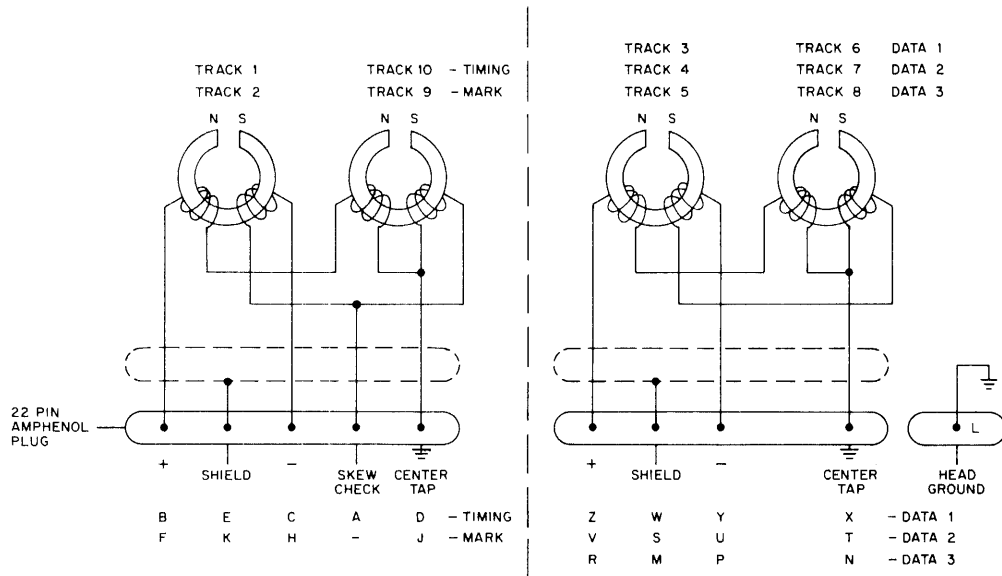 TRACK 1
TRACK 2
TRACK 10 – TIMING
TRACK 9 – MARK
N S
N S
TRACK 3
TRACK 4
TRACK 5
TRACK 6 DATA 1
TRACK 7 DATA 2
TRACK 8 DATA 3
N S
N S
22 PIN
AMPHENOL
PLUG
+
SHIELD
–
SKEW
CHECK
CENTER
TAP
B E C A D – TIMING
F K H – J – MARK
+
SHIELD
–
CENTER
TAP
L
HEAD
GROUND
Z W Y X – DATA 1
V S U T – DATA 2
R M P N – DATA 3